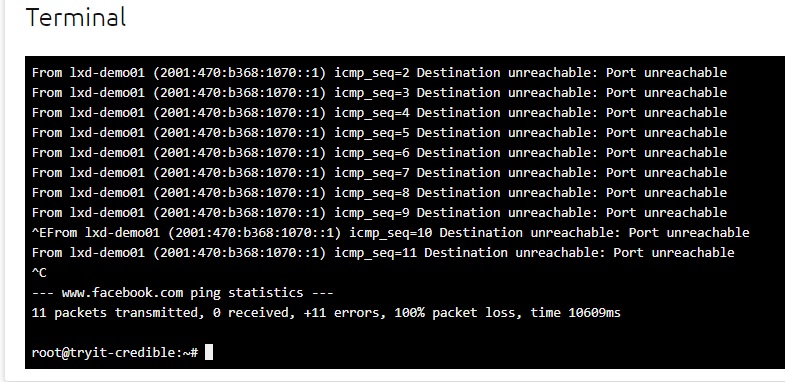 Terminal
From lxd-demo01 (2001:470:b368:1070::1) icmp_seq=2 Destination unreachable: Port unreachable
From lxd-demo01 (2001:470:b368:1070::1) icmp_seq=3 Destination unreachable: Port unreachable
From lxd-demo01 (2001:470:b368:1070::1) icmp_seq=4 Destination unreachable: Port unreachable
From lxd-demo01 (2001:470:b368:1070::1) icmp_seq=5 Destination unreachable: Port unreachable
From lxd-demo01 (2001:470:b368:1070::1) icmp_seq=6 Destination unreachable: Port unreachable
From lxd-demo01 (2001:470:b368:1070::1) icmp_seq=7 Destination unreachable: Port unreachable
From lxd-demo01 (2001:470:b368:1070::1) icmp_seq=8 Destination unreachable: Port unreachable
From lxd-demo01 (2001:470:b368:1070::1) icmp_seq=9 Destination unreachable: Port unreachable
^EFrom lxd-demo01 (2001:470:b368:1070::1) icmp_seq=10 Destination unreachable: Port unreachable
From lxd-demo01 (2001:470:b368:1070::1) icmp_seq=11 Destination unreachable: Port unreachable
^C
--- www.facebook.com ping statistics ---
11 packets transmitted, 0 received, +11 errors, 100% packet loss, time 10609ms
root@tryit-credible:~#